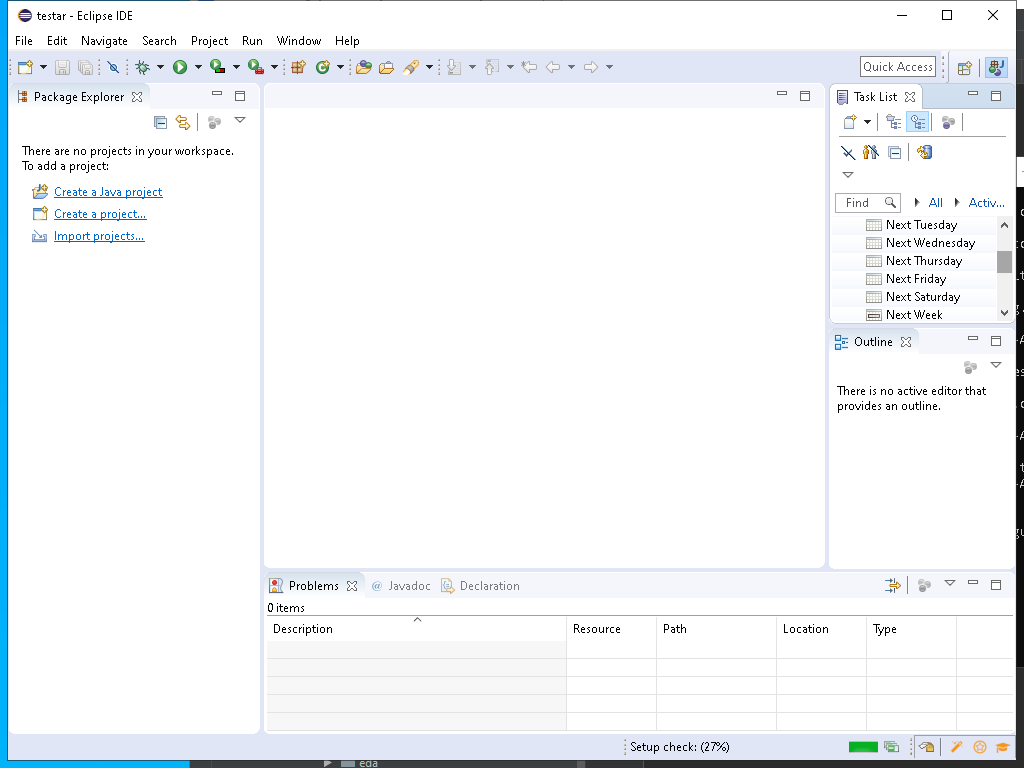 testar - Eclipse IDE
File Edit Navigate Search Project Run Window Help
Quick Access
Package Explorer
There are no projects in your workspace.
To add a project:
Create a Java project
Create a project...
Import projects...
Task List
Find All Activ...
Next Tuesday
Next Wednesday
Next Thursday
Next Friday
Next Saturday
Next Week
Outline
There is no active editor that
provides an outline.
Problems @ Javadoc Declaration
0 items
Description Resource Path Location Type
Setup check: (27%)
eda